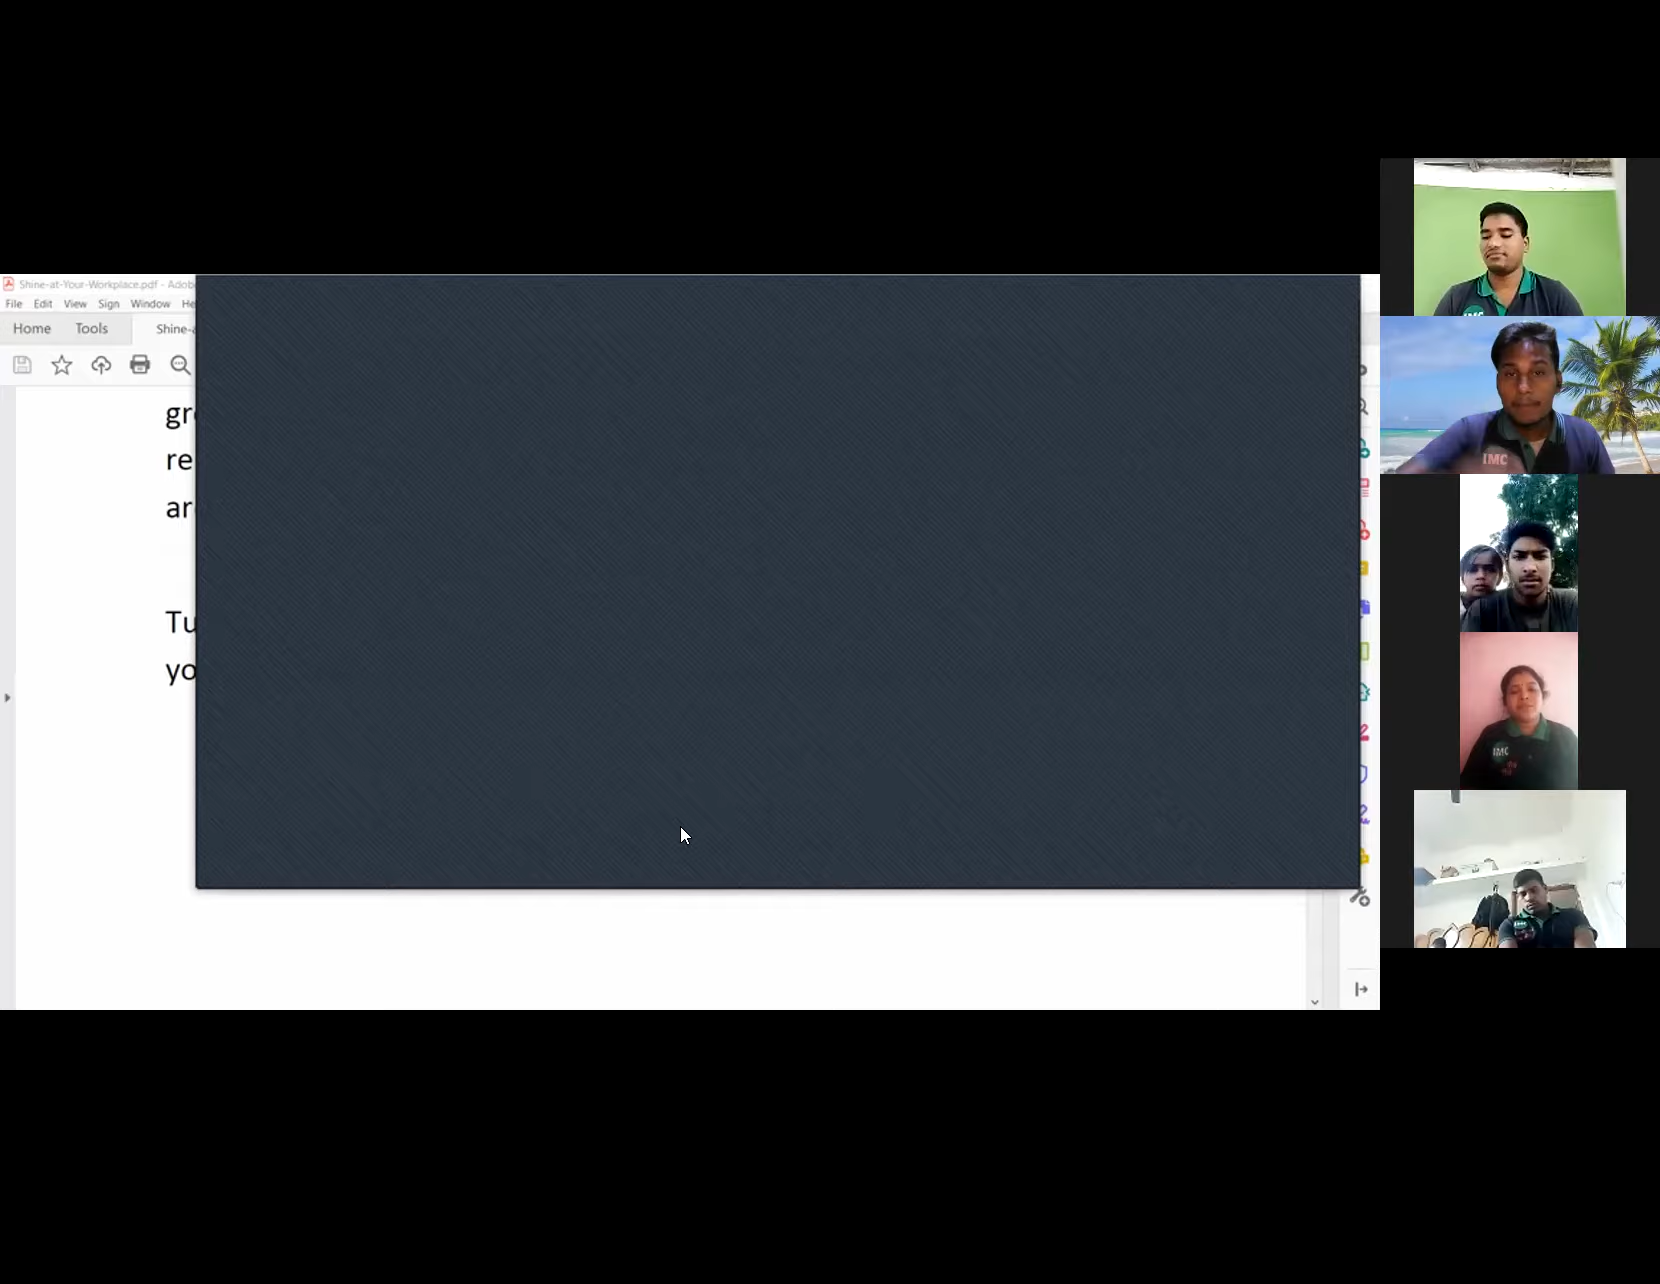 Shine-at-Your-Workplace.pdf - Adob
File Edit View Sign Window He
Home Tools Shine-a
gr
re
ar
Tu
yo
IMC
IMC
IMC